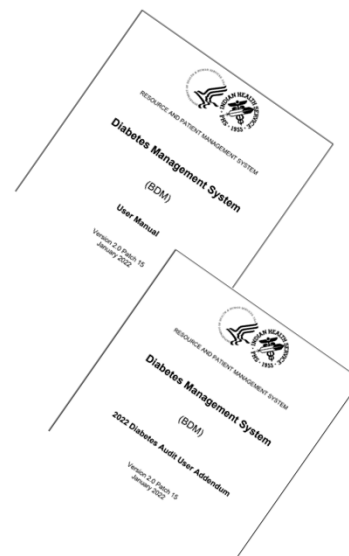 RESOURCE AND PATIENT MANAGEMENT SYSTEM
Diabetes Management System
(BDM)
User Manual
Version 2.0 Patch 15
January 2022
RESOURCE AND PATIENT MANAGEMENT SYSTEM
Diabetes Management System
(BDM)
2022 Diabetes Audit User Addendum
Version 2.0 Patch 15
January 2022